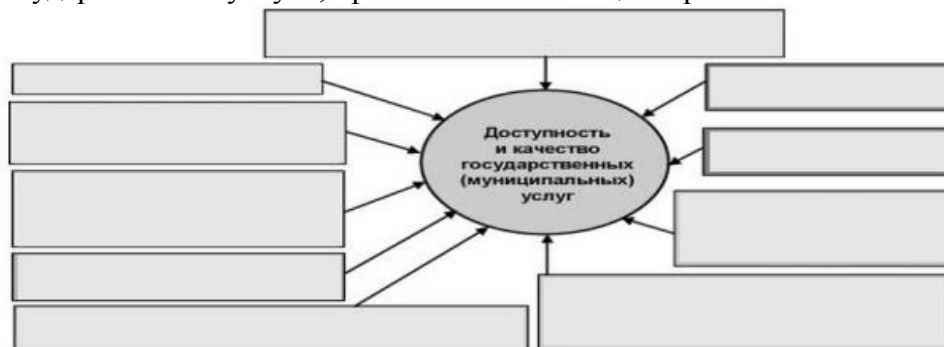 Доступность
и качество
государственных
(муниципальных)
услуг